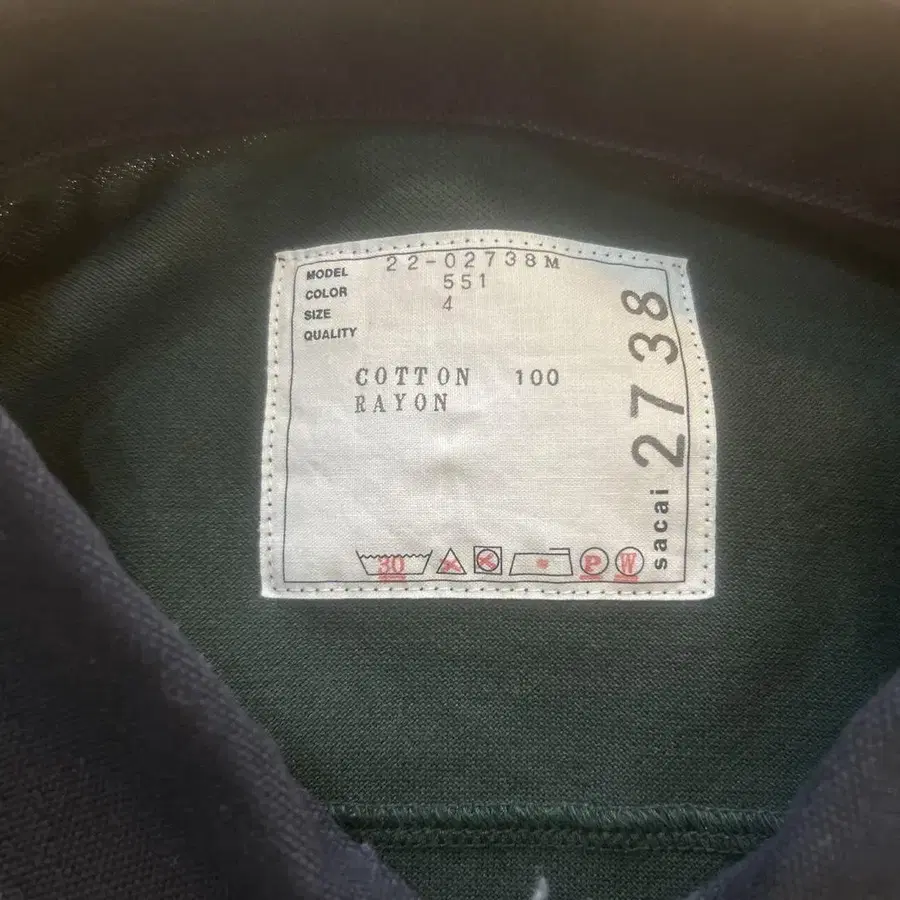 MODEL 22-02738M
COLOR 551
SIZE 4
QUALITY
COTTON 100
RAYON
30
P
W
sacai 2738